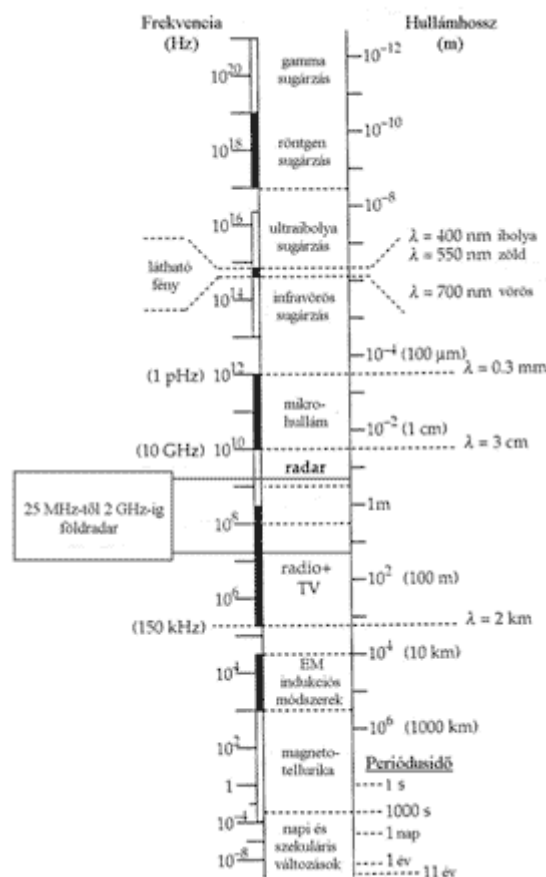 Frekvencia
(Hz)
Hullámhossz
(m)
10^20
gamma
sugárzás
10^-12
10^18
röntgen
sugárzás
10^-10
10^-8
10^16
ultraibolya
sugárzás
λ = 400 nm ibolya
λ = 550 nm zöld
látható
fény
10^14
infravörös
sugárzás
λ = 700 nm vörös
10^-4 (100 µm)
(1 pHz) 10^12
λ = 0.3 mm
mikro-
hullám
10^-2 (1 cm)
(10 GHz) 10^10
λ = 3 cm
radar
25 MHz-től 2 GHz-ig
földradar
1m
10^8
radio+
TV
10^2 (100 m)
10^6
(150 kHz)
λ = 2 km
10^4 (10 km)
10^4
EM
indukciós
módszerek
10^6 (1000 km)
10^2
magneto-
tellurika
Periódusidő
1
1 s
1000 s
10^-4
napi és
szekuláris
változások
1 nap
10^-8
1 év
11 év